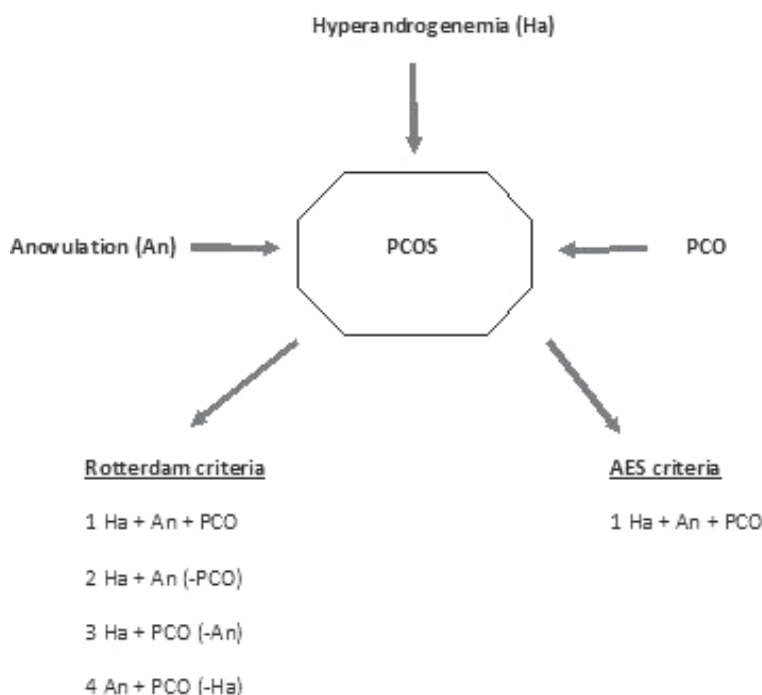 Hyperandrogenemia (Ha)
Anovulation (An)
PCOS
PCO
Rotterdam criteria
1 Ha + An + PCO
2 Ha + An (-PCO)
3 Ha + PCO (-An)
4 An + PCO (-Ha)
AES criteria
1 Ha + An + PCO